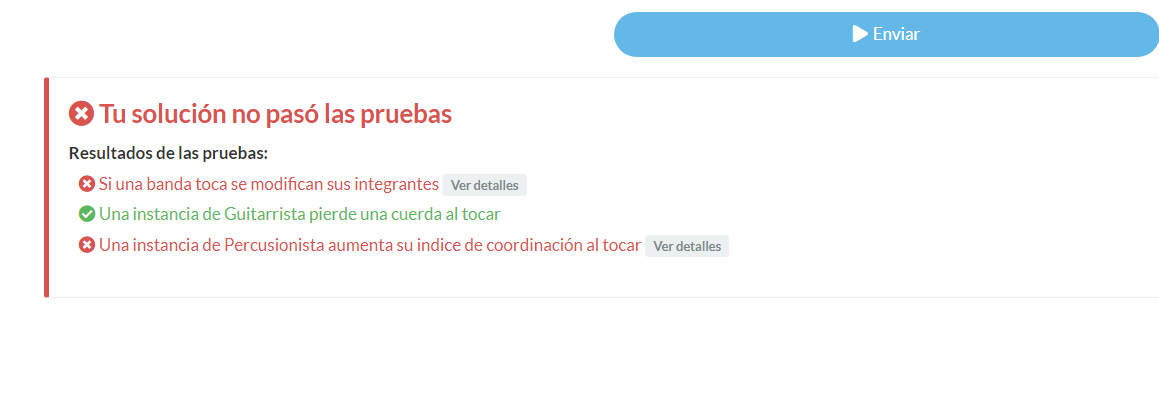 Enviar
Tu solución no pasó las pruebas
Resultados de las pruebas:
Si una banda toca se modifican sus integrantes Ver detalles
Una instancia de Guitarrista pierde una cuerda al tocar
Una instancia de Percusionista aumenta su indice de coordinación al tocar Ver detalles